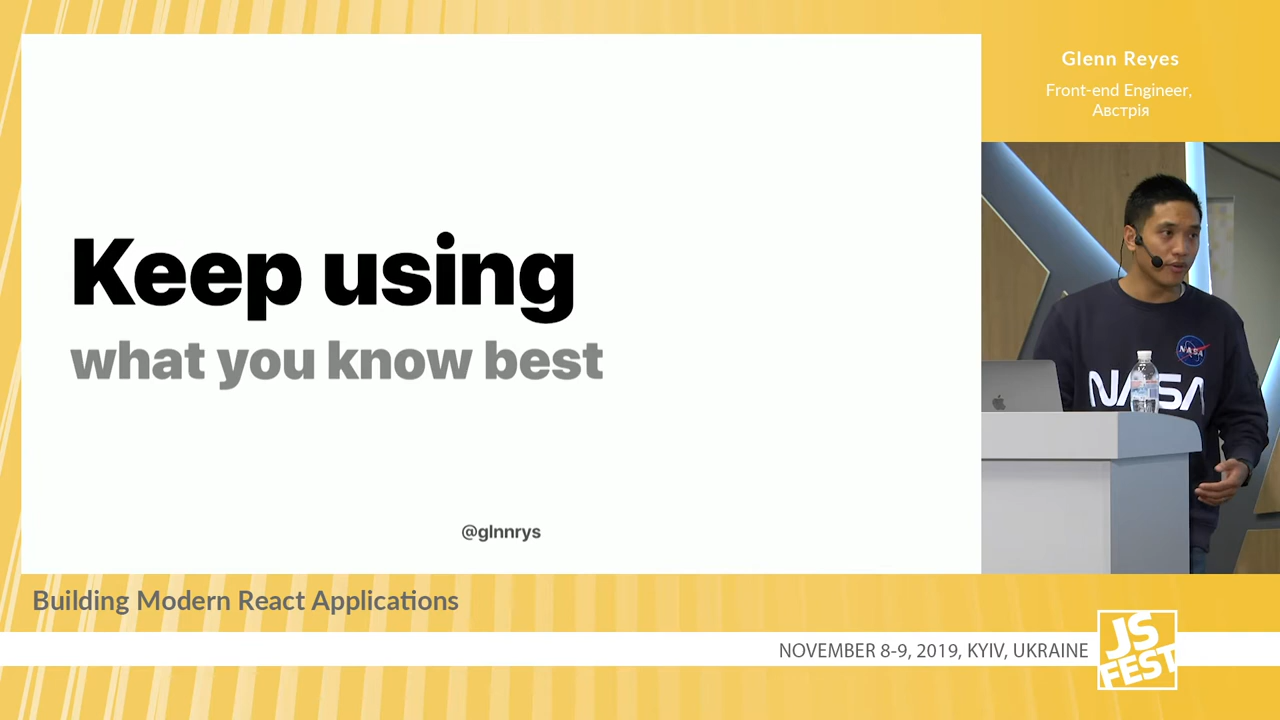 Glenn Reyes
Front-end Engineer,
Австрія
Keep using
what you know best
@glnnrys
NASA
NASA
Building Modern React Applications
NOVEMBER 8-9, 2019, KYIV, UKRAINE
JS
FEST